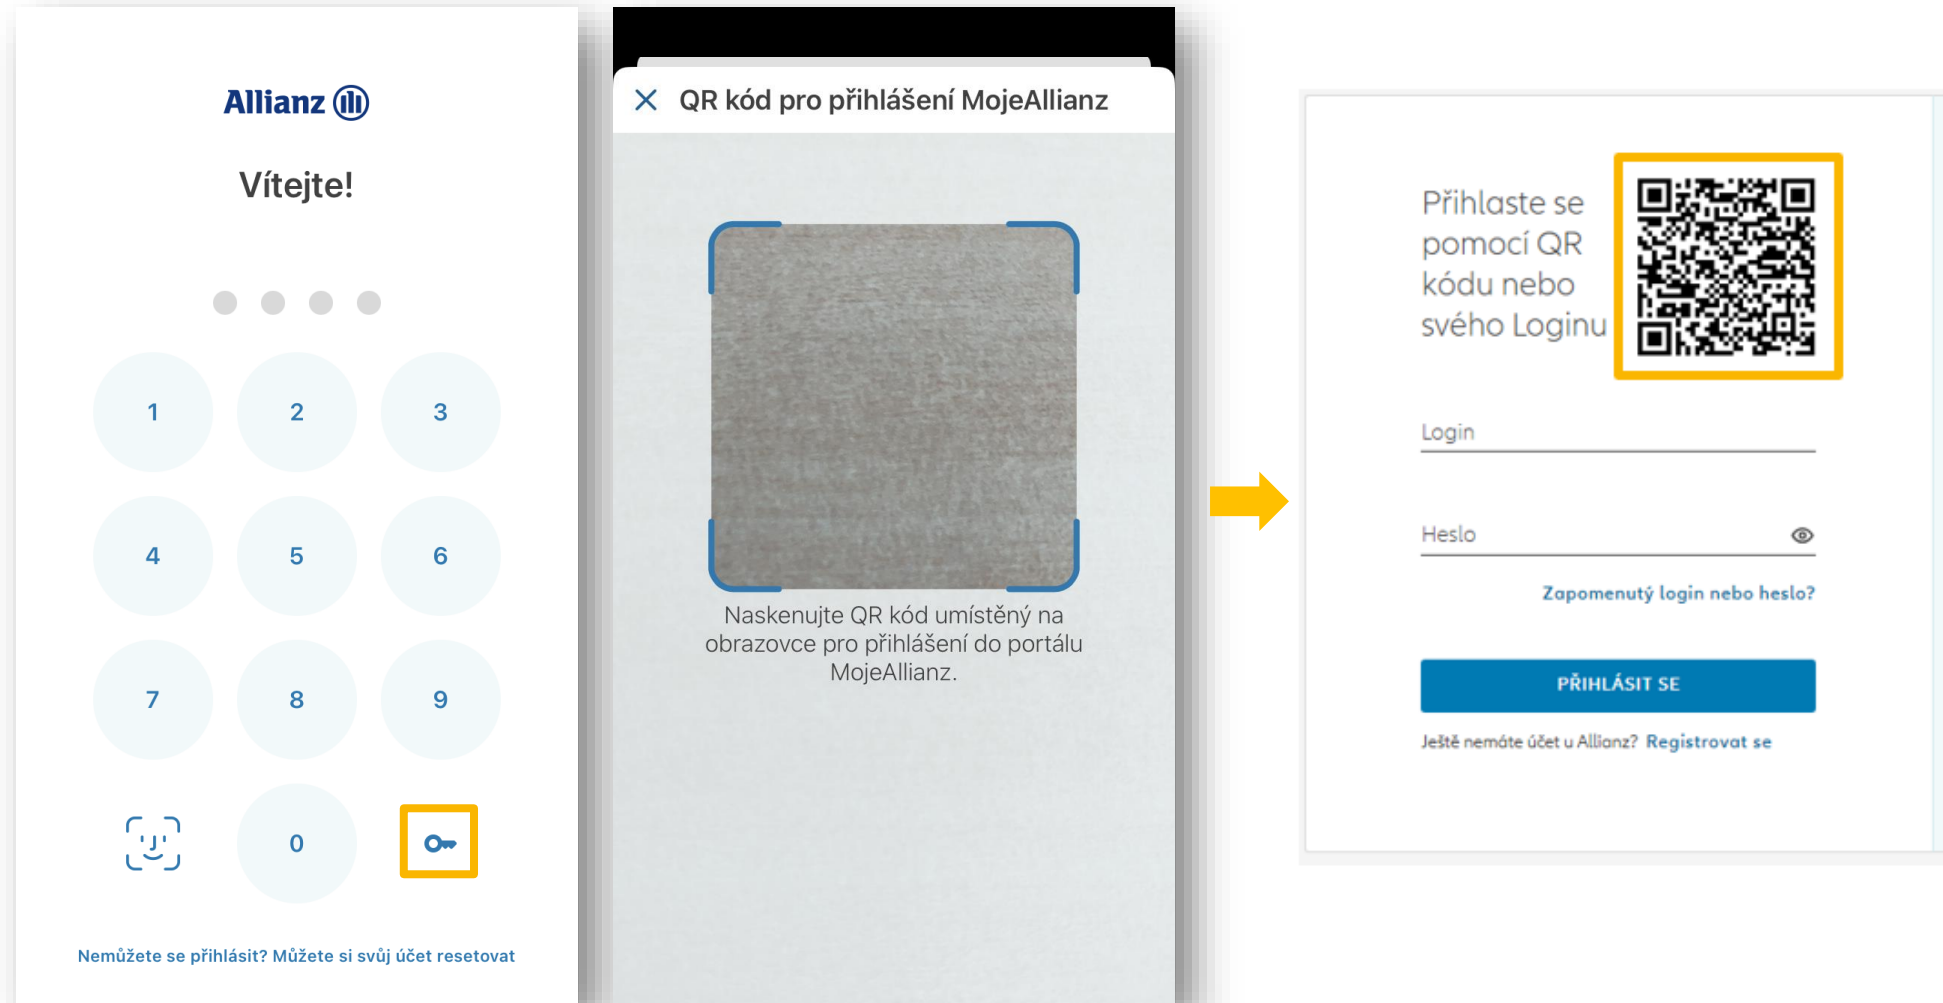 Allianz
Vítejte!
1 2 3
4 5 6
7 8 9
0
Nemůžete se přihlásit? Můžete si svůj účet resetovat
QR kód pro přihlášení MojeAllianz
Naskenujte QR kód umístěný na
obrazovce pro přihlášení do portálu
MojeAllianz.
Přihlaste se
pomocí QR
kódu nebo
svého Loginu
Login
Heslo
Zapomenutý login nebo heslo?
PŘIHLÁSIT SE
Ještě nemáte účet u Allianz? Registrovat se